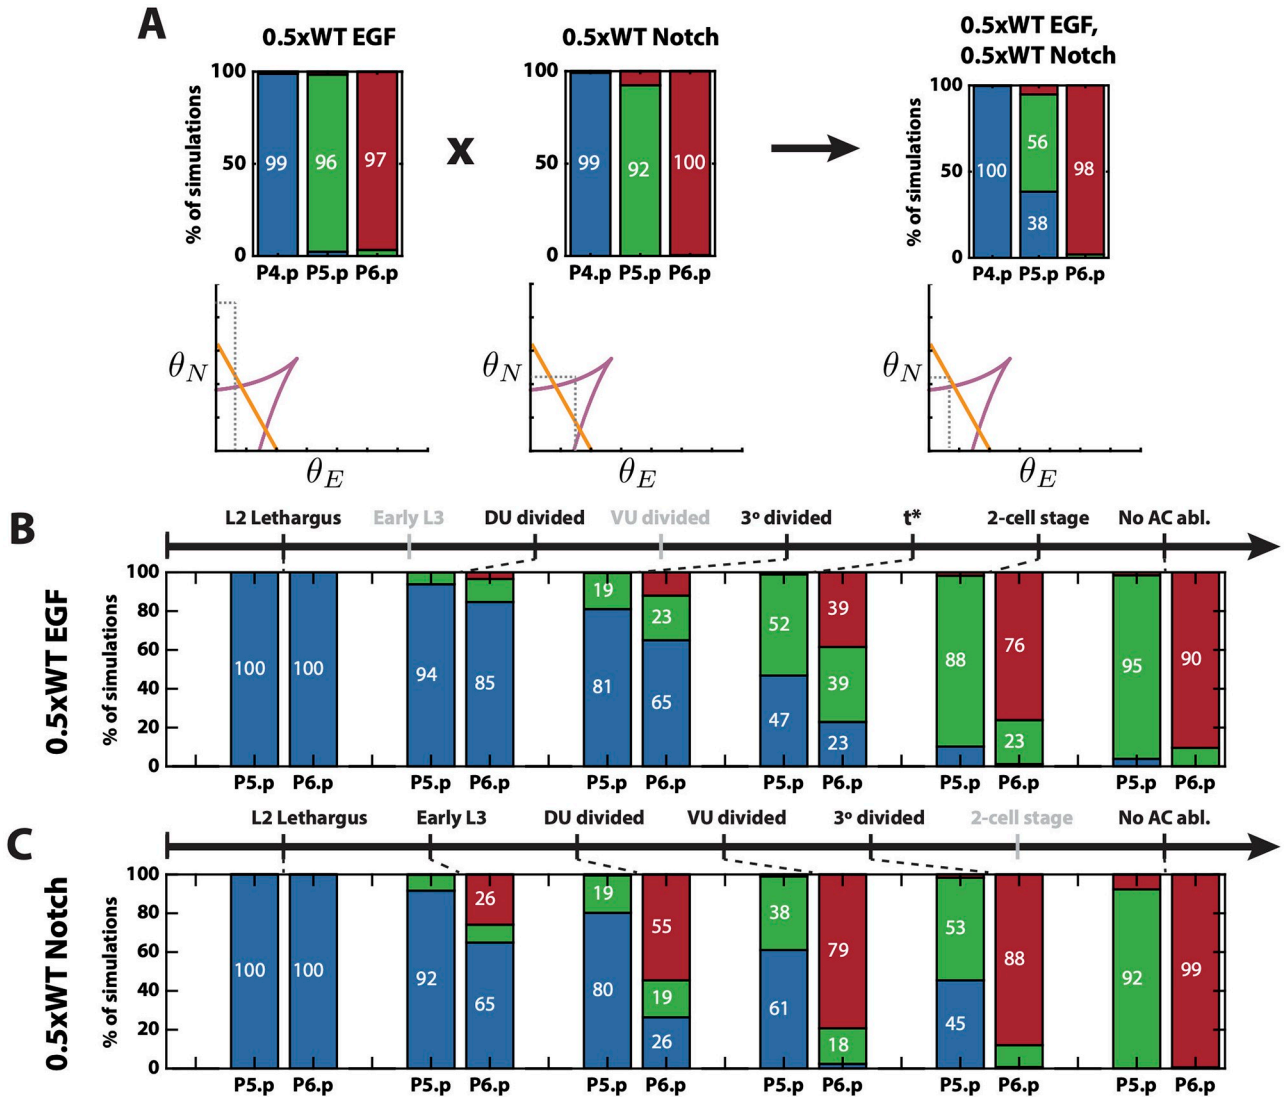 A
0.5xWT EGF
0.5xWT Notch
0.5xWT EGF,
0.5xWT Notch
% of simulations
100
50
0
99
96
97
P4.p P5.p P6.p
x
% of simulations
100
50
0
99
92
100
P4.p P5.p P6.p
% of simulations
100
50
0
100
56
38
98
P4.p P5.p P6.p
θN
θE
θN
θE
θN
θE
B
L2 Lethargus
Early L3
DU divided
VU divided
3º divided
t*
2-cell stage
No AC abl.
0.5xWT EGF
% of simulations
100
80
60
40
20
0
100
100
94
85
19
81
23
65
52
47
39
39
23
88
76
23
95
90
P5.p P6.p P5.p P6.p P5.p P6.p P5.p P6.p P5.p P6.p P5.p P6.p
C
L2 Lethargus
Early L3
DU divided
VU divided
3º divided
2-cell stage
No AC abl.
0.5xWT Notch
% of simulations
100
80
60
40
20
0
100
100
92
26
65
19
80
55
19
26
38
61
79
18
53
45
88
92
99
P5.p P6.p P5.p P6.p P5.p P6.p P5.p P6.p P5.p P6.p P5.p P6.p